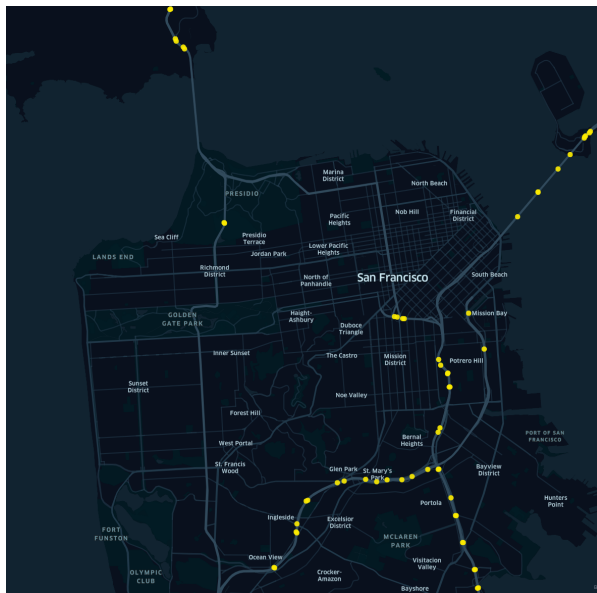 Marina
District
North Beach
PRESIDIO
Pacific
Heights
Nob Hill
Financial
District
Sea Cliff
Presidio
Terrace
Jordan Park
Lower Pacific
Heights
LANDS END
Richmond
District
North of
Panhandle
San Francisco
South Beach
GOLDEN
GATE PARK
Haight-
Ashbury
Duboce
Triangle
Mission Bay
Inner Sunset
The Castro
Mission
District
Potrero Hill
Sunset
District
Noe Valley
Forest Hill
West Portal
Bernal
Heights
PORT OF SAN
FRANCISCO
St. Francis
Wood
Glen Park
St. Mary's
Park
Bayview
District
Hunters
Point
Portola
Ingleside
Excelsior
District
FORT
FUNSTON
MCLAREN
PARK
Ocean View
Visitacion
Valley
OLYMPIC
CLUB
Crocker-
Amazon
Bayshore